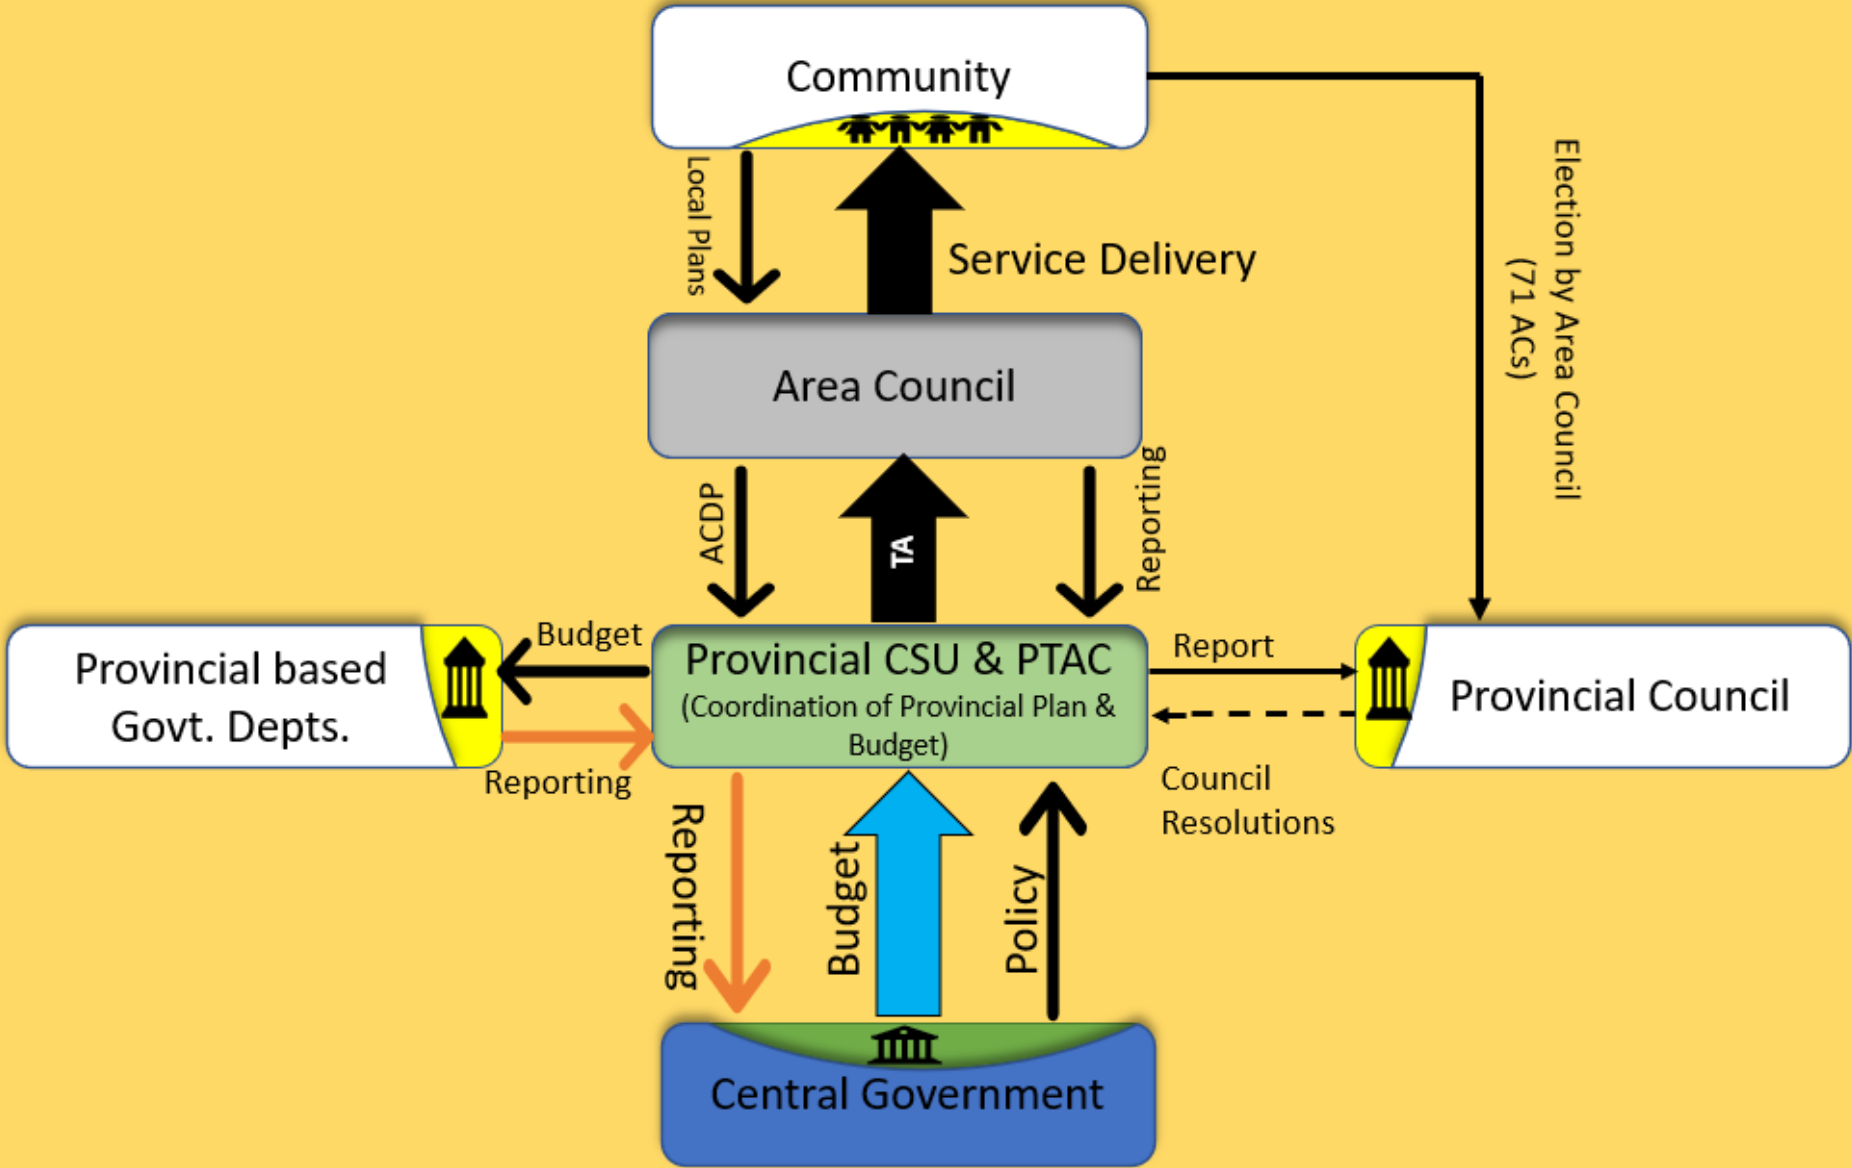 Community
Local Plans
Service Delivery
Election by Area Council
(71 ACs)
Area Council
ACDP
TA
Reporting
Provincial based
Govt. Depts.
Budget
Reporting
Provincial CSU & PTAC
(Coordination of Provincial Plan &
Budget)
Report
Council
Resolutions
Provincial Council
Reporting
Budget
Policy
Central Government